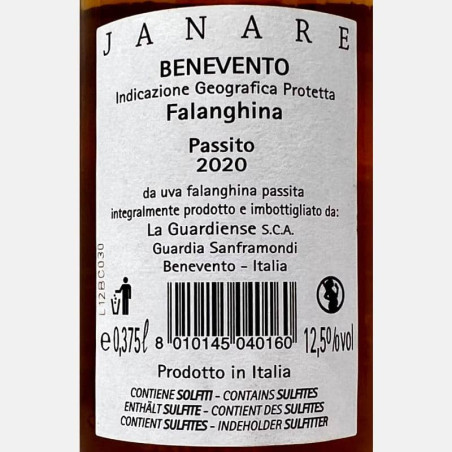 JANARE
BENEVENTO
Indicazione Geografica Protetta
Falanghina
Passito
2020
da uva falanghina passita
integralmente prodotto e imbottigliato da:
La Guardiense S.C.A.
Guardia Sanframondi
Benevento - Italia
L12BC030
e 0,375ℓ
8 010145 040160
12,5%vol
Prodotto in Italia
CONTIENE SOLFITI - CONTAINS SULFITES
ENTHÄLT SULFITE - CONTIENT DES SULFITES
CONTIENT SULFITES - INDEHOLDER SULFITTER